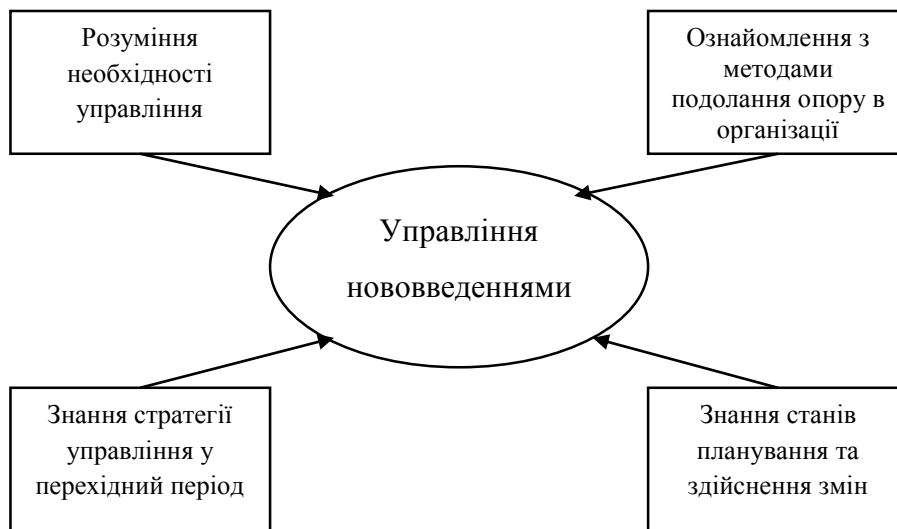 Розуміння
необхідності
управління
Ознайомлення з
методами
подолання опору в
організації
Управління
нововведеннями
Знання стратегії
управління у
перехідний період
Знання станів
планування та
здійснення змін